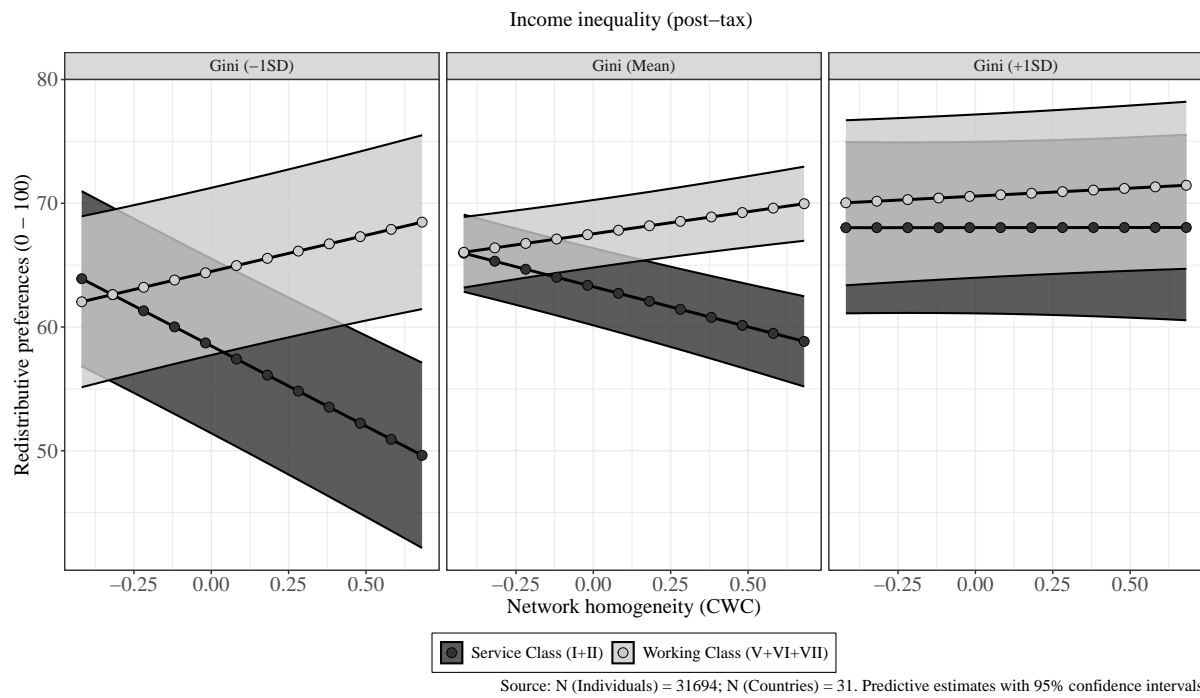 Income inequality (post−tax)
Gini (−1SD) Gini (Mean) Gini (+1SD)
80
70
60
50
Redistributive preferences (0 − 100)
−0.25 0.00 0.25 0.50 −0.25 0.00 0.25 0.50 −0.25 0.00 0.25 0.50
Network homogeneity (CWC)
Service Class (I+II) Working Class (V+VI+VII)
Source: N (Individuals) = 31694; N (Countries) = 31. Predictive estimates with 95% confidence intervals